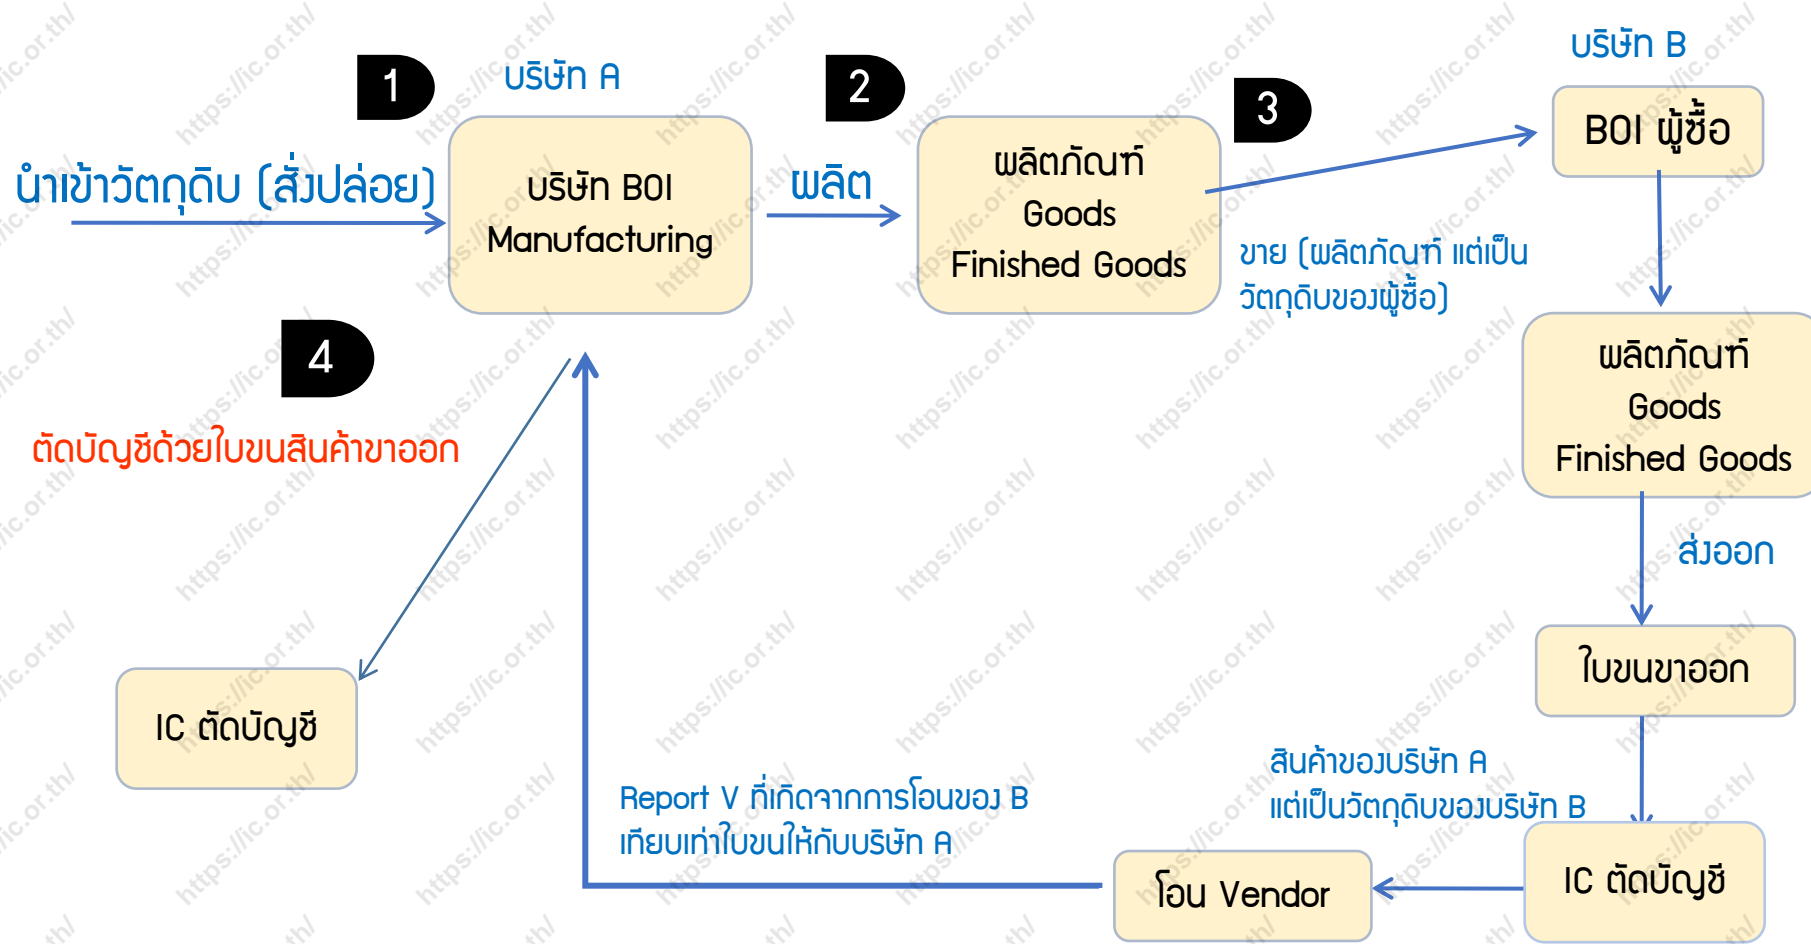 1
บริษัท A
2
3
บริษัท B
นำเข้าวัตถุดิบ (สั่งปล่อย)
บริษัท BOI
Manufacturing
ผลิต
ผลิตภัณฑ์
Goods
Finished Goods
BOI ผู้ซื้อ
ขาย (ผลิตภัณฑ์ แต่เป็น
วัตถุดิบของผู้ซื้อ)
ผลิตภัณฑ์
Goods
Finished Goods
4
ตัดบัญชีด้วยใบขนสินค้าขาออก
ส่งออก
ใบขนขาออก
IC ตัดบัญชี
สินค้าของบริษัท A
แต่เป็นวัตถุดิบของบริษัท B
Report V ที่เกิดจากการโอนของ B
เทียบเท่าใบขนให้กับบริษัท A
โอน Vendor
IC ตัดบัญชี
https://ic.or.th/